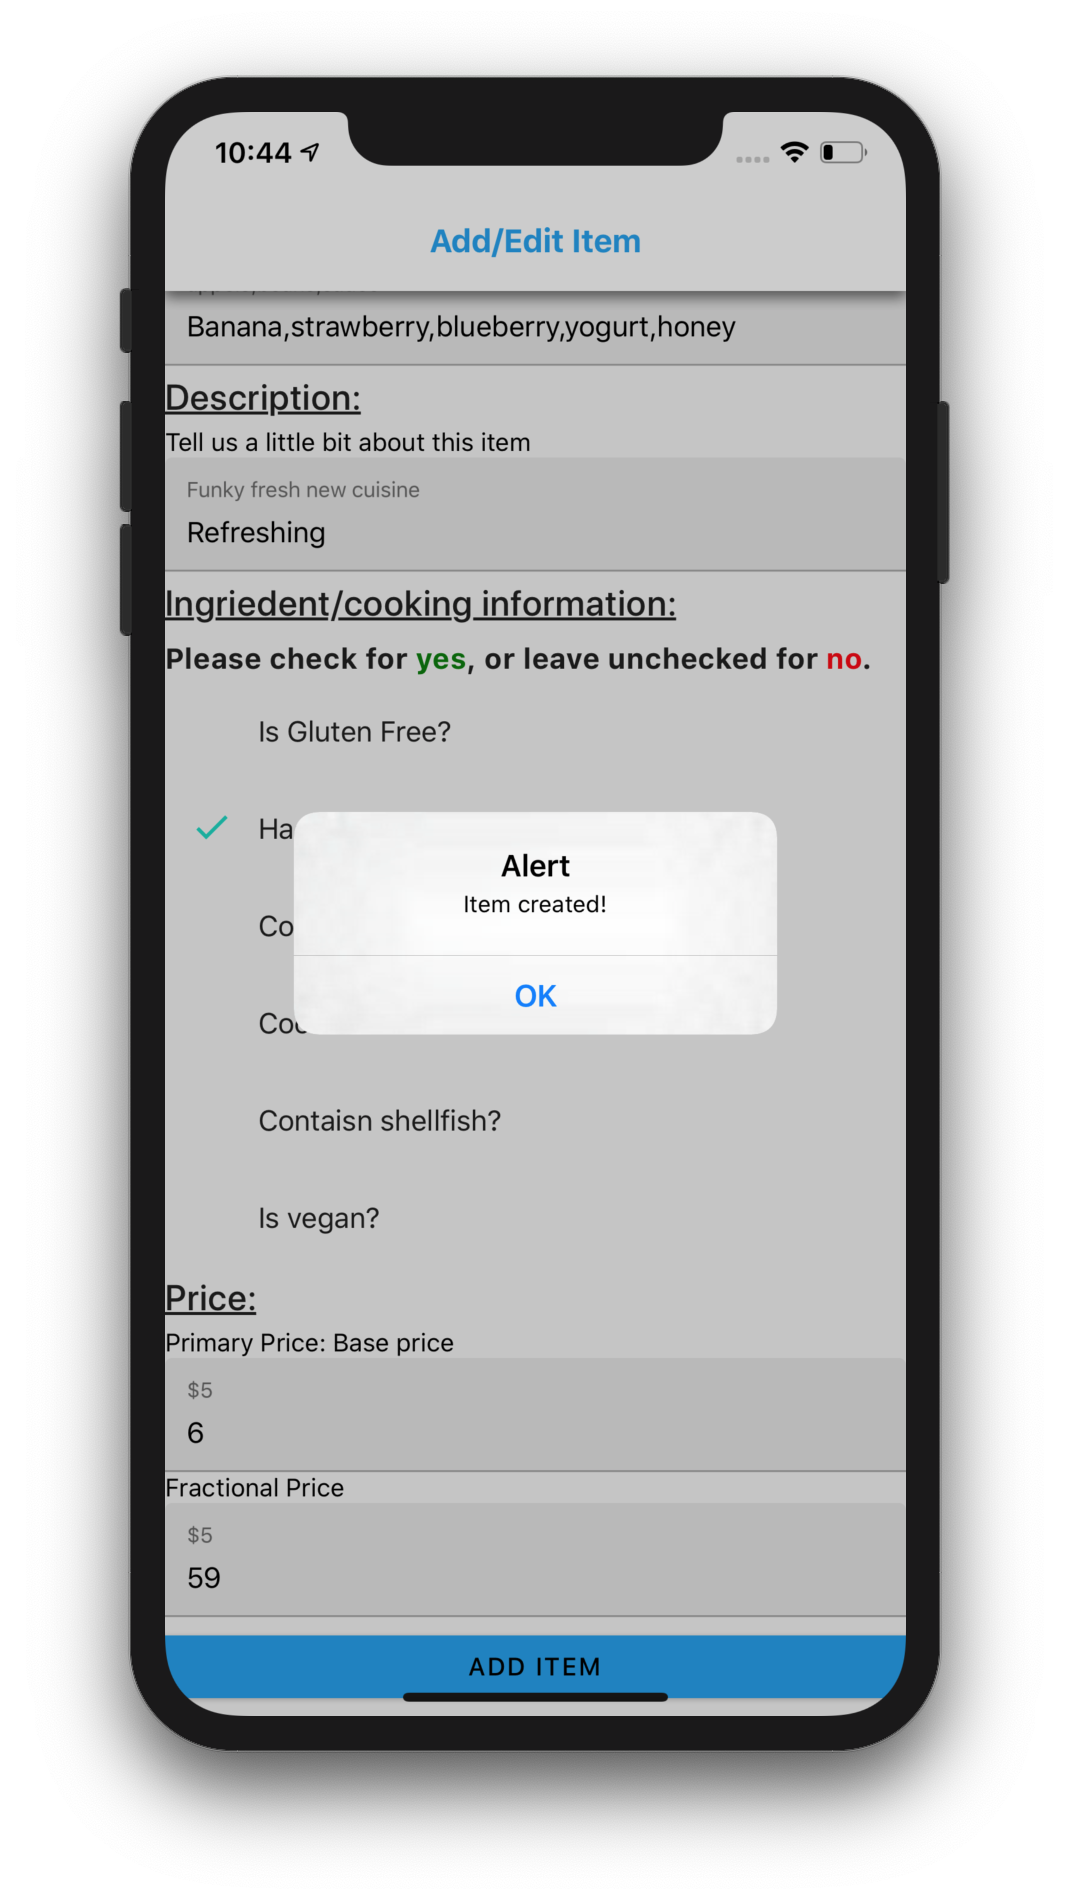 10:44
Add/Edit Item
Banana,strawberry,blueberry,yogurt,honey
Description:
Tell us a little bit about this item
Funky fresh new cuisine
Refreshing
Ingriedent/cooking information:
Please check for yes, or leave unchecked for no.
Is Gluten Free?
Ha
Alert
Item created!
Co
OK
Coo
Contaisn shellfish?
Is vegan?
Price:
Primary Price: Base price
$5
6
Fractional Price
$5
59
ADD ITEM